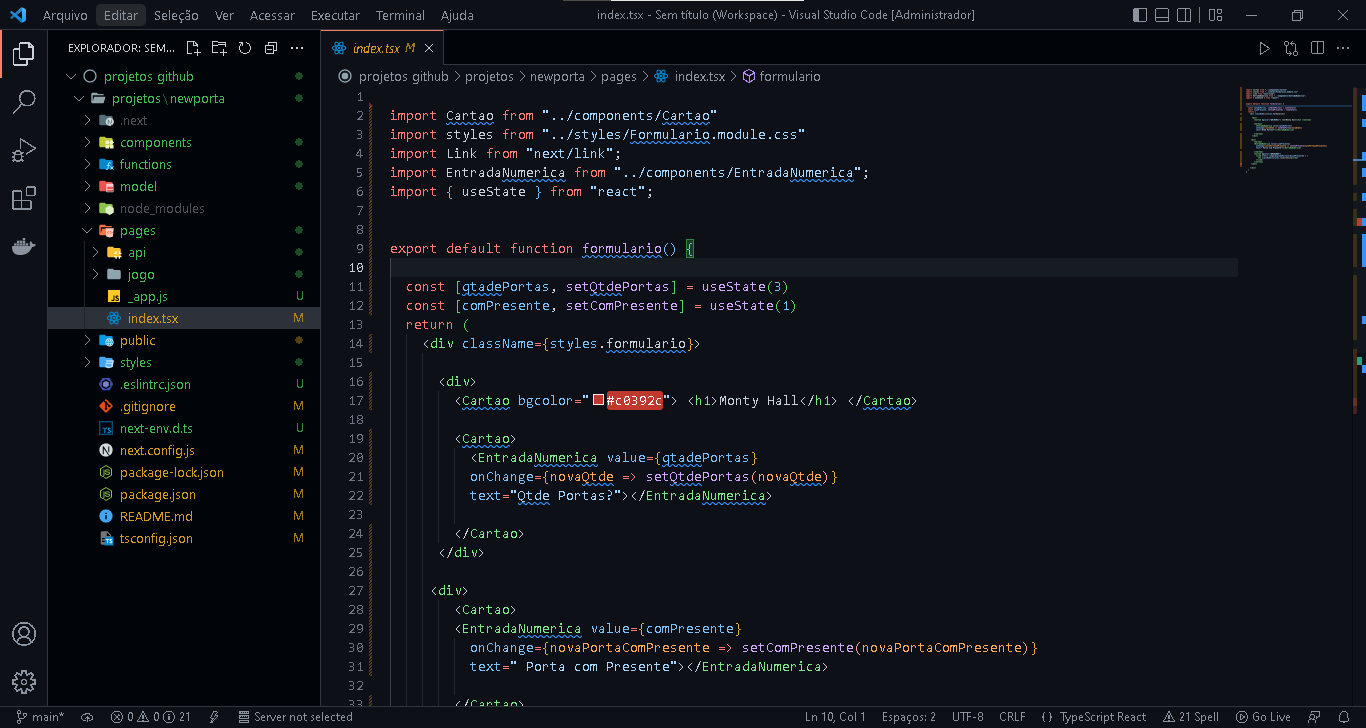 Arquivo Editar Seleção Ver Acessar Executar Terminal Ajuda
index.tsx - Sem título (Workspace) - Visual Studio Code [Administrador]
EXPLORADOR: SEM...
projetos github
projetos\newporta
.next
components
functions
model
node_modules
pages
api
jogo
_app.js U
index.tsx M
public
styles
.eslintrc.json U
.gitignore M
next-env.d.ts U
next.config.js M
package-lock.json M
package.json M
README.md M
tsconfig.json M
index.tsx M
projetos github > projetos > newporta > pages > index.tsx > formulario
1
2 import Cartao from "../components/Cartao"
3 import styles from "../styles/Formulario.module.css"
4 import Link from "next/link";
5 import EntradaNumerica from "../components/EntradaNumerica";
6 import { useState } from "react";
7
8
9 export default function formulario() {
10
11 const [qtadePortas, setQtdePortas] = useState(3)
12 const [comPresente, setComPresente] = useState(1)
13 return (
14 <div className={styles.formulario}>
15
16 <div>
17 <Cartao bgcolor="#c0392c"> <h1>Monty Hall</h1> </Cartao>
18
19 <Cartao>
20 <EntradaNumerica value={qtadePortas}
21 onChange={novaQtde => setQtdePortas(novaQtde)}
22 text="Qtde Portas?"></EntradaNumerica>
23
24 </Cartao>
25 </div>
26
27 <div>
28 <Cartao>
29 <EntradaNumerica value={comPresente}
30 onChange={novaPortaComPresente => setComPresente(novaPortaComPresente)}
31 text=" Porta com Presente"></EntradaNumerica>
32
33 </Cartao>
main* 0 0 21 Server not selected
Ln 10, Col 1 Espaços: 2 UTF-8 CRLF {} TypeScript React 21 Spell Go Live